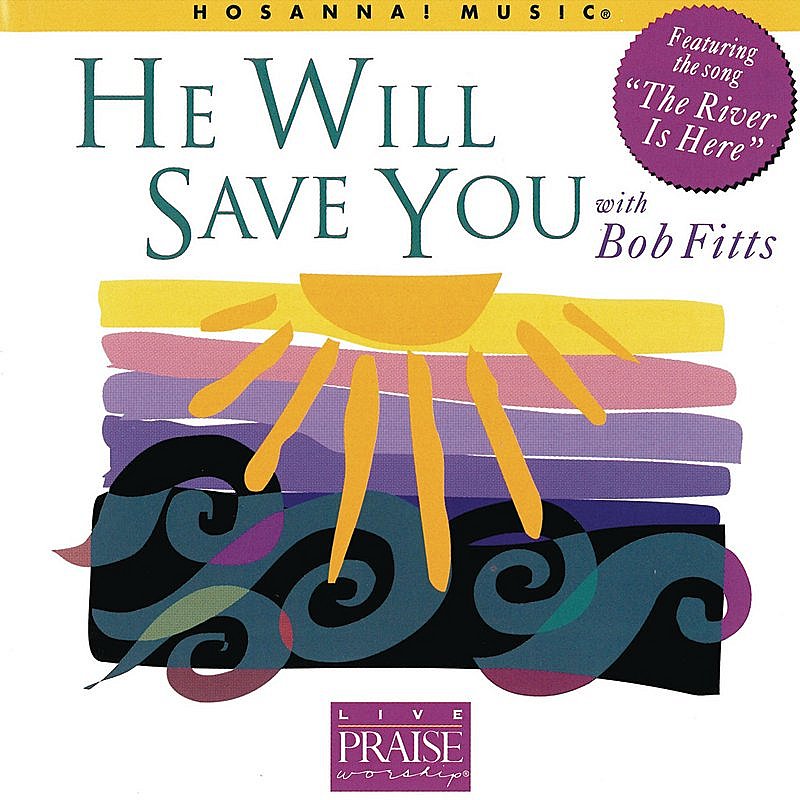 HOSANNA! MUSIC®
Featuring
the song
“The River
Is Here”
HE WILL
SAVE YOU
with
Bob Fitts
LIVE
PRAISE
worship®